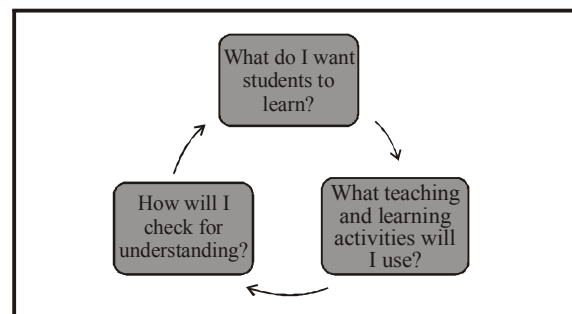 What do I want
students to
learn?
What teaching
and learning
activities will
I use?
How will I
check for
understanding?